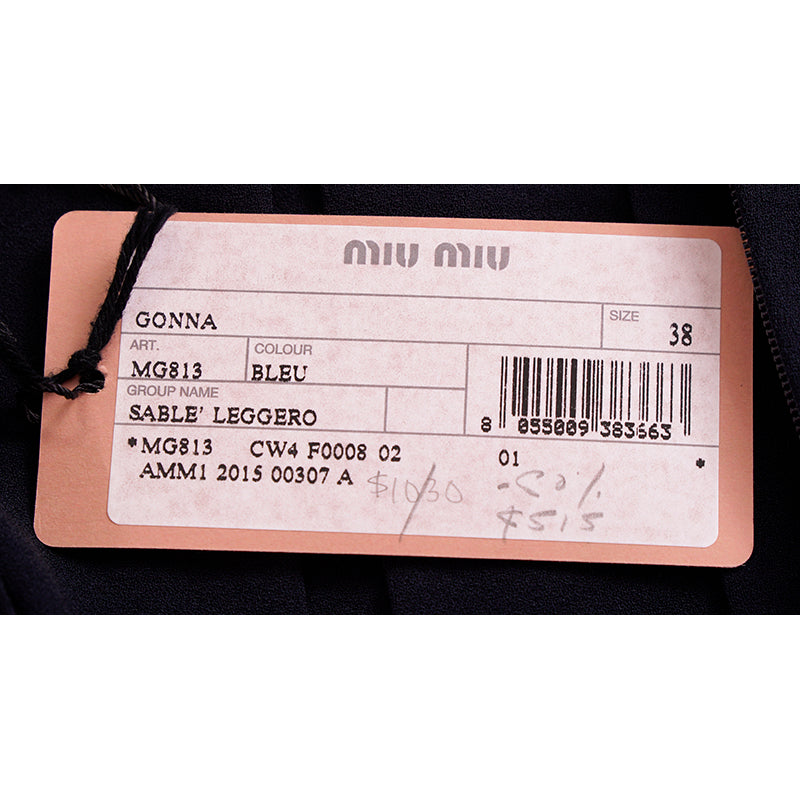 miu miu
GONNA
SIZE 38
ART. MG813
COLOUR BLEU
GROUP NAME
SABLE' LEGGERO
8 055009 383663
*MG813 CW4 F0008 02 01 *
AMM1 2015 00307 A $1030 -50%
$515